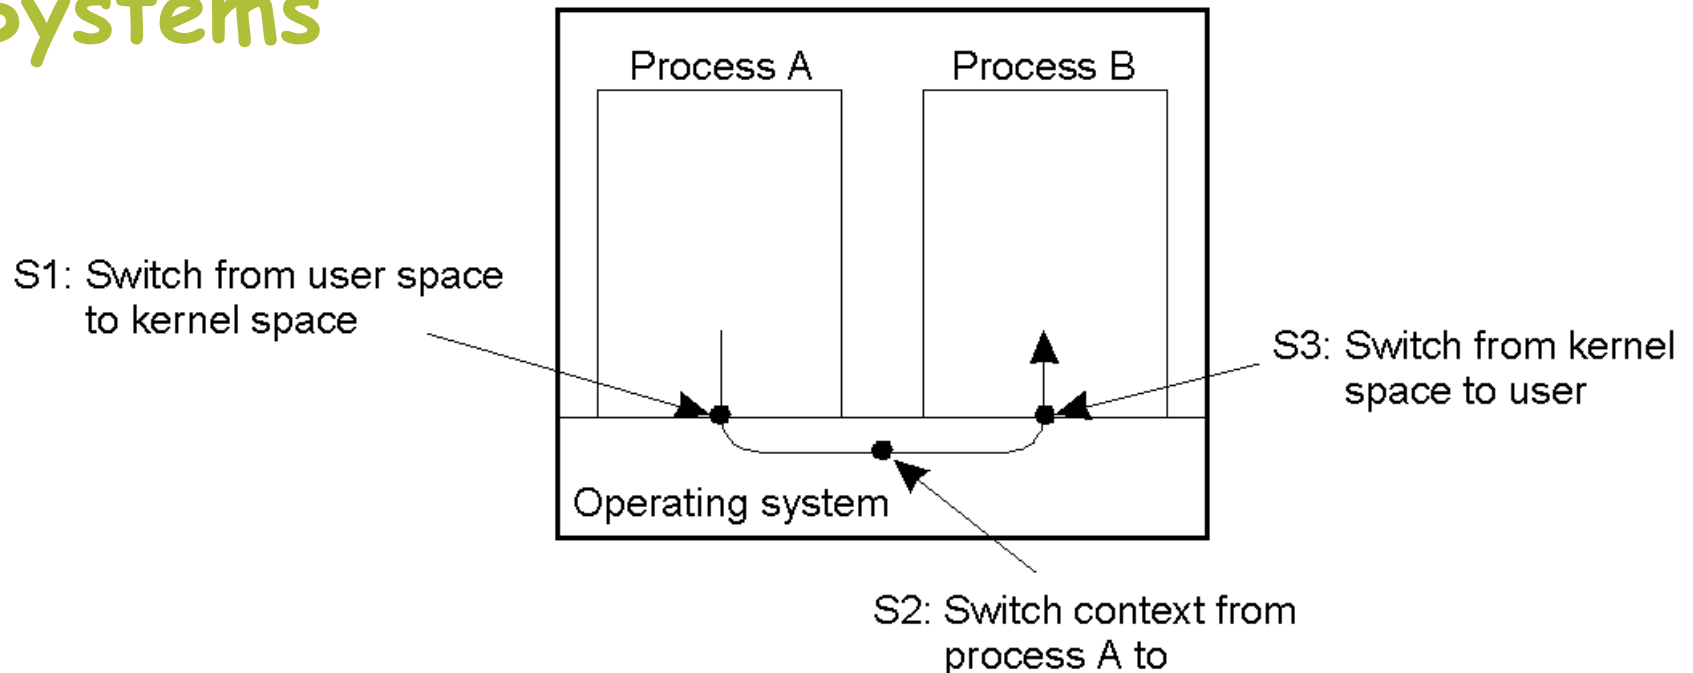 Systems
Process A
Process B
S1: Switch from user space
to kernel space
S3: Switch from kernel
space to user
Operating system
S2: Switch context from
process A to